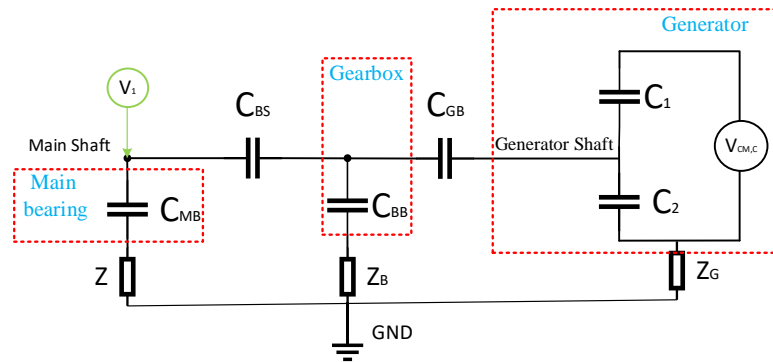 Generator
V1
Gearbox
CBS
CGB
C1
Main Shaft
Generator Shaft
VCM,C
Main
bearing
CMB
CBB
C2
Z
ZB
ZG
GND